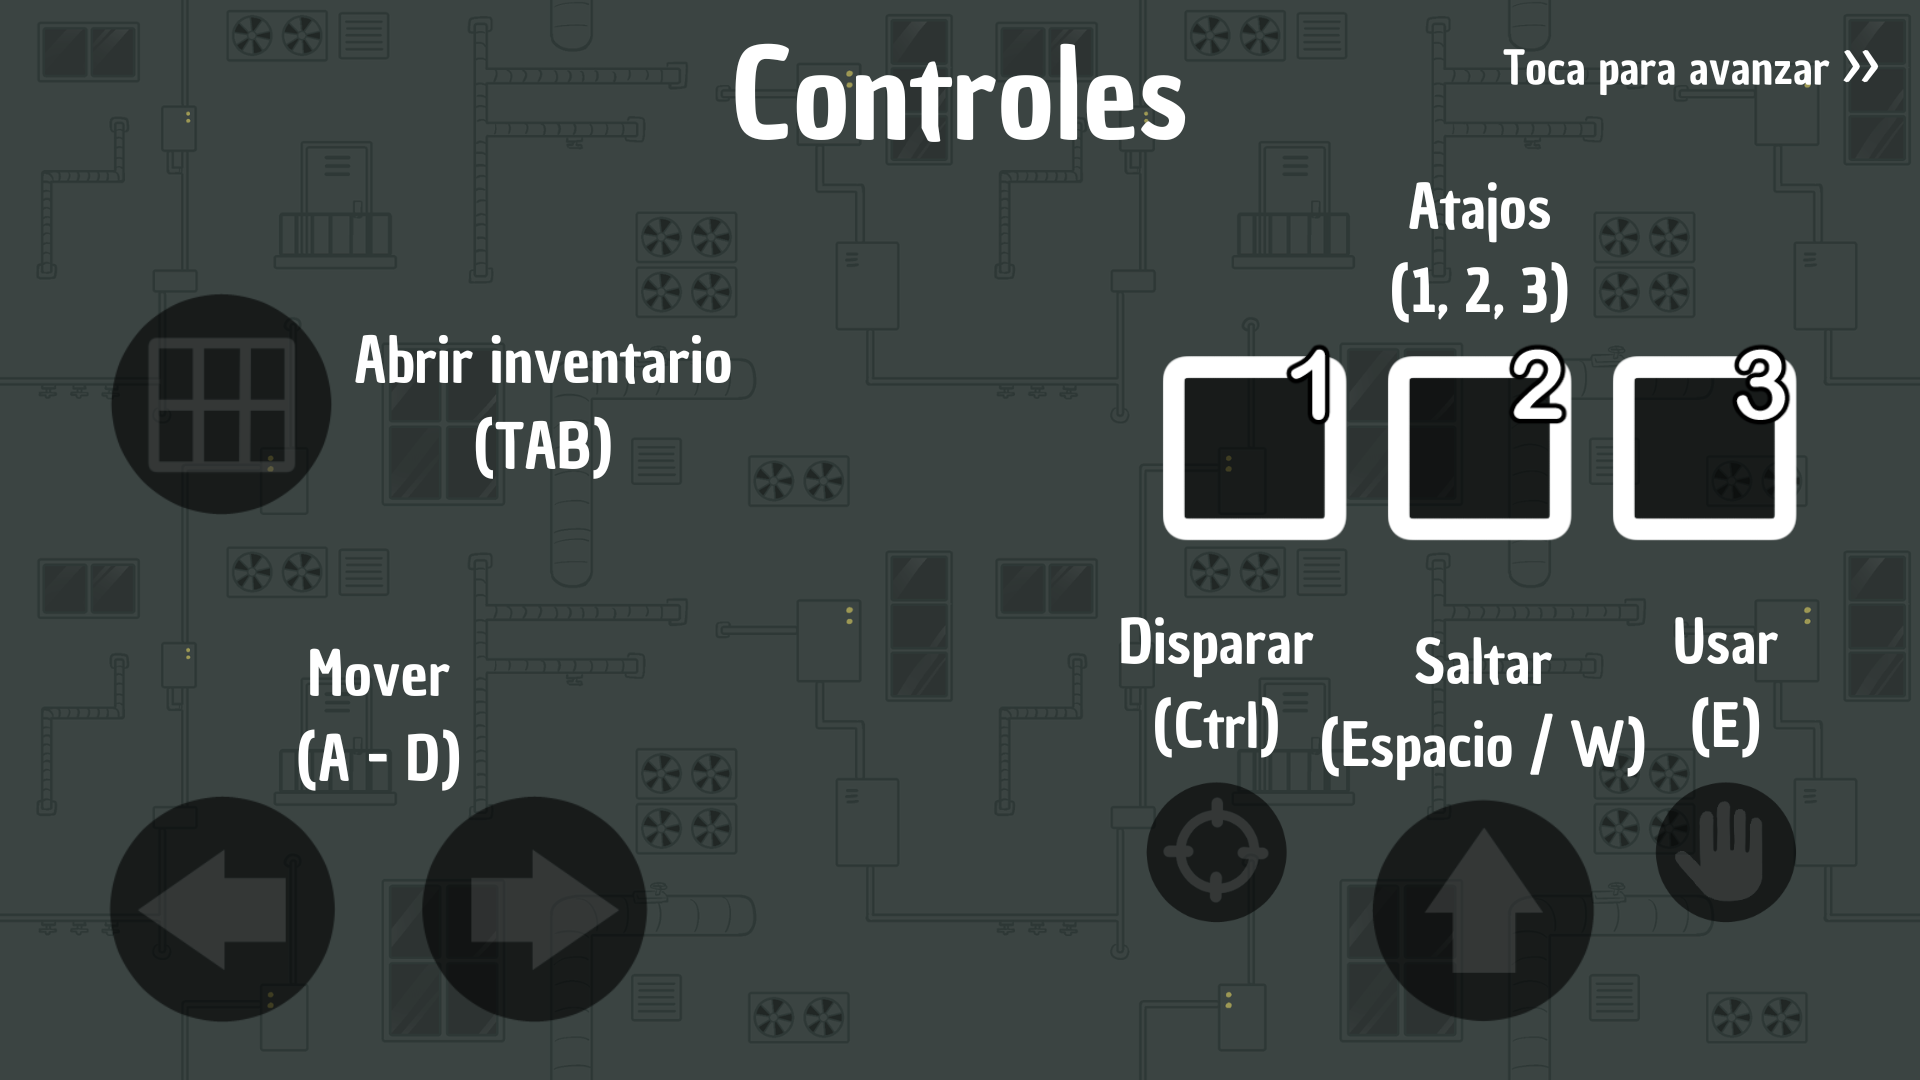 Controles
Toca para avanzar »
Atajos
(1, 2, 3)
Abrir inventario
(TAB)
1 2 3
Mover
(A - D)
Disparar
(Ctrl)
Saltar
(Espacio / W)
Usar
(E)